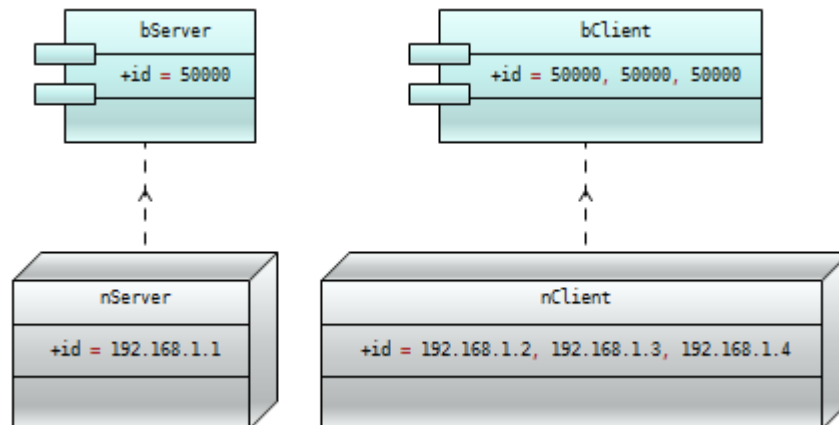 bServer
+id = 50000
bClient
+id = 50000, 50000, 50000
nServer
+id = 192.168.1.1
nClient
+id = 192.168.1.2, 192.168.1.3, 192.168.1.4